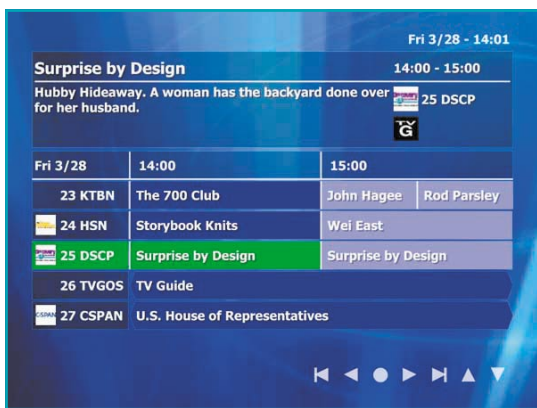 Fri 3/28 - 14:01
Surprise by Design 14:00 - 15:00
Hubby Hideaway. A woman has the backyard done over
for her husband.
25 DSCP
TV
G
Fri 3/28 14:00 15:00
23 KTBN The 700 Club John Hagee Rod Parsley
24 HSN Storybook Knits Wei East
25 DSCP Surprise by Design Surprise by Design
26 TVGOS TV Guide
CSPAN 27 CSPAN U.S. House of Representatives